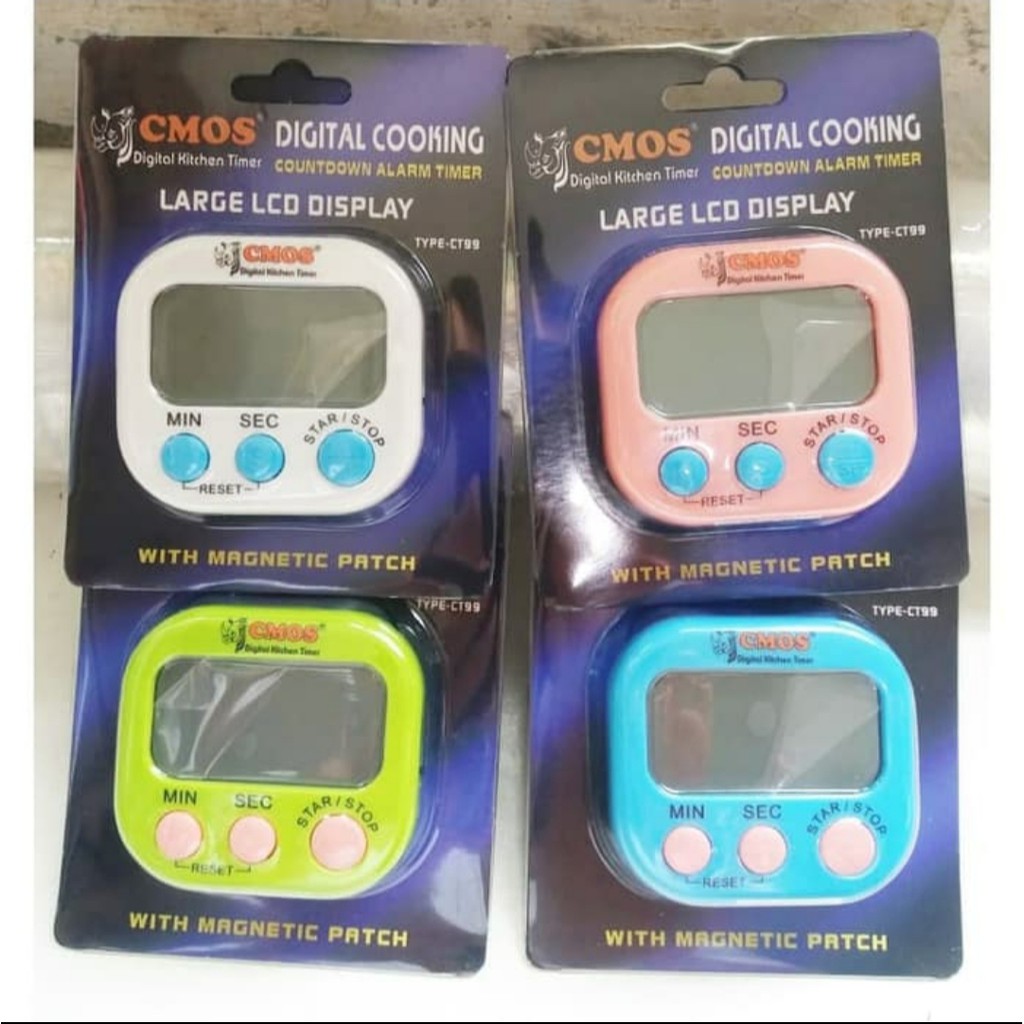 CMOS®
Digital Kitchen Timer
DIGITAL COOKING
COUNTDOWN ALARM TIMER
LARGE LCD DISPLAY
TYPE-CT99
CMOS®
Digital Kitchen Timer
MIN SEC STAR/STOP
RESET
WITH MAGNETIC PATCH
CMOS®
Digital Kitchen Timer
DIGITAL COOKING
COUNTDOWN ALARM TIMER
LARGE LCD DISPLAY
TYPE-CT99
CMOS®
Digital Kitchen Timer
MIN SEC STAR/STOP
RESET
WITH MAGNETIC PATCH
TYPE-CT99
CMOS®
Digital Kitchen Timer
MIN SEC STAR/STOP
RESET
WITH MAGNETIC PATCH
TYPE-CT99
CMOS®
Digital Kitchen Timer
MIN SEC STAR/STOP
RESET
WITH MAGNETIC PATCH